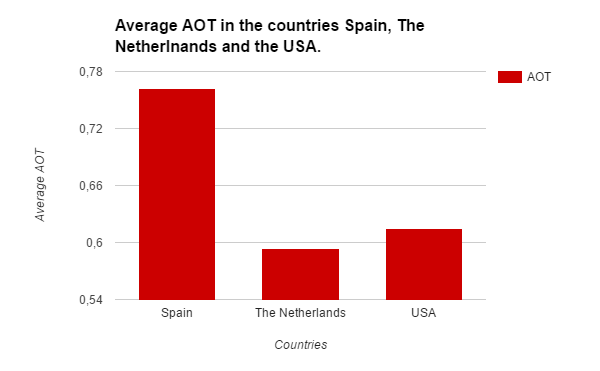 Average AOT in the countries Spain, The
Netherlnands and the USA.
0,78
AOT
0,72
0,66
0,6
0,54
Average AOT
Spain
The Netherlands
USA
Countries